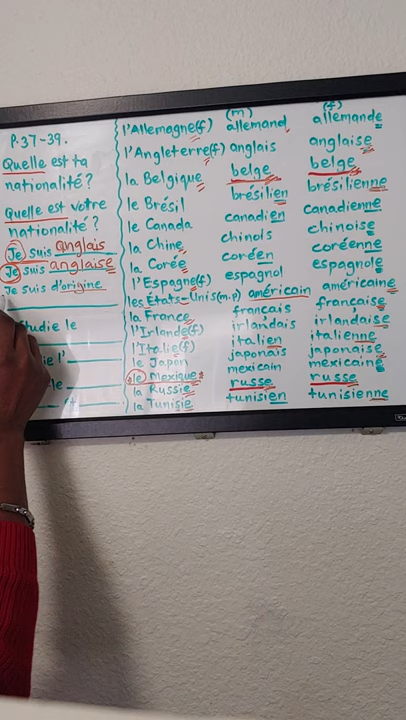 P.37-39.
Quelle est ta
nationalité?
Quelle est votre
nationalité?
Je suis anglais
Je suis anglaise
Je suis d'origine
tudie le
ie l'
le
et
(m) (f)
l'Allemagne(f) allemand allemande
l'Angleterre(f) anglais anglaise
la Belgique belge belge
le Brésil brésilien brésilienne
le Canada canadien canadienne
la Chine chinois chinoise
la Corée coréen coréenne
l'Espagne(f) espagnol espagnole
les États-Unis(m.p) américain américaine
la France français française
l'Irlande(f) irlandais irlandaise
l'Italie(f) italien italienne
le Japon japonais japonaise
le mexique mexicain mexicaine
la Russie russe russe
la Tunisie tunisien tunisienne